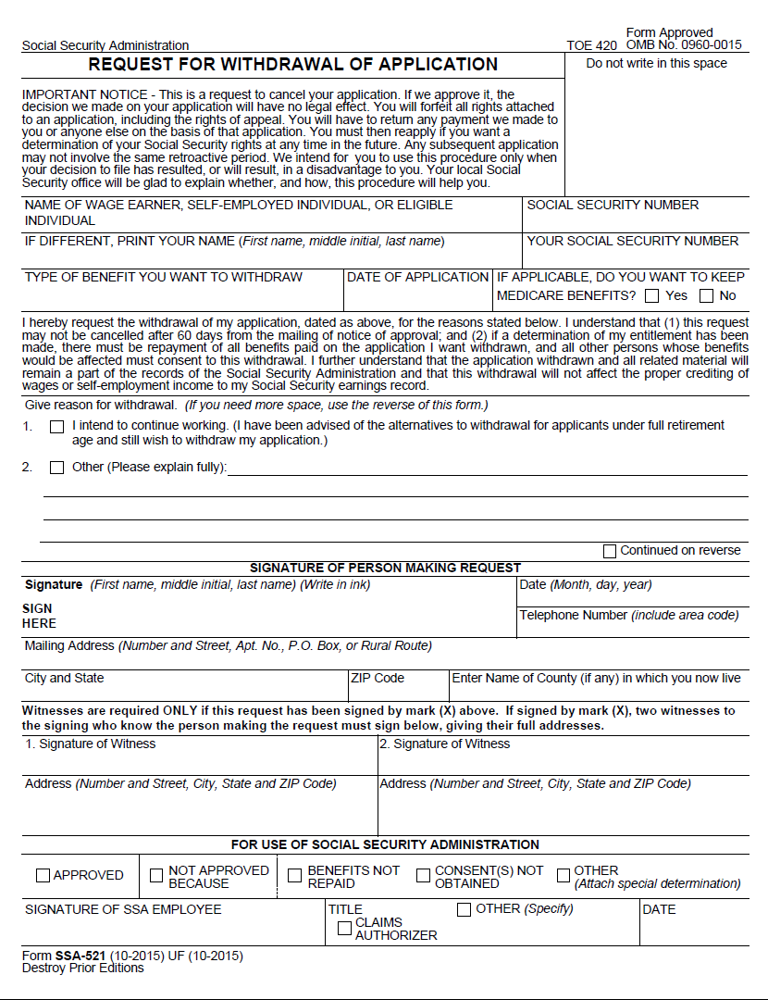 Form Approved
Social Security Administration TOE 420 OMB No. 0960-0015
REQUEST FOR WITHDRAWAL OF APPLICATION
Do not write in this space
IMPORTANT NOTICE - This is a request to cancel your application. If we approve it, the
decision we made on your application will have no legal effect. You will forfeit all rights attached
to an application, including the rights of appeal. You will have to return any payment we made to
you or anyone else on the basis of that application. You must then reapply if you want a
determination of your Social Security rights at any time in the future. Any subsequent application
may not involve the same retroactive period. We intend for you to use this procedure only when
your decision to file has resulted, or will result, in a disadvantage to you. Your local Social
Security office will be glad to explain whether, and how, this procedure will help you.
NAME OF WAGE EARNER, SELF-EMPLOYED INDIVIDUAL, OR ELIGIBLE
INDIVIDUAL
SOCIAL SECURITY NUMBER
IF DIFFERENT, PRINT YOUR NAME (First name, middle initial, last name)
YOUR SOCIAL SECURITY NUMBER
TYPE OF BENEFIT YOU WANT TO WITHDRAW
DATE OF APPLICATION
IF APPLICABLE, DO YOU WANT TO KEEP
MEDICARE BENEFITS? Yes No
I hereby request the withdrawal of my application, dated as above, for the reasons stated below. I understand that (1) this request
may not be cancelled after 60 days from the mailing of notice of approval; and (2) if a determination of my entitlement has been
made, there must be repayment of all benefits paid on the application I want withdrawn, and all other persons whose benefits
would be affected must consent to this withdrawal. I further understand that the application withdrawn and all related material will
remain a part of the records of the Social Security Administration and that this withdrawal will not affect the proper crediting of
wages or self-employment income to my Social Security earnings record.
Give reason for withdrawal. (If you need more space, use the reverse of this form.)
1. I intend to continue working. (I have been advised of the alternatives to withdrawal for applicants under full retirement
age and still wish to withdraw my application.)
2. Other (Please explain fully):
Continued on reverse
SIGNATURE OF PERSON MAKING REQUEST
Signature (First name, middle initial, last name) (Write in ink)
SIGN
HERE
Date (Month, day, year)
Telephone Number (include area code)
Mailing Address (Number and Street, Apt. No., P.O. Box, or Rural Route)
City and State
ZIP Code
Enter Name of County (if any) in which you now live
Witnesses are required ONLY if this request has been signed by mark (X) above. If signed by mark (X), two witnesses to
the signing who know the person making the request must sign below, giving their full addresses.
1. Signature of Witness
2. Signature of Witness
Address (Number and Street, City, State and ZIP Code)
Address (Number and Street, City, State and ZIP Code)
FOR USE OF SOCIAL SECURITY ADMINISTRATION
APPROVED
NOT APPROVED
BECAUSE
BENEFITS NOT
REPAID
CONSENT(S) NOT
OBTAINED
OTHER
(Attach special determination)
SIGNATURE OF SSA EMPLOYEE
TITLE
CLAIMS
AUTHORIZER
OTHER (Specify)
DATE
Form SSA-521 (10-2015) UF (10-2015)
Destroy Prior Editions